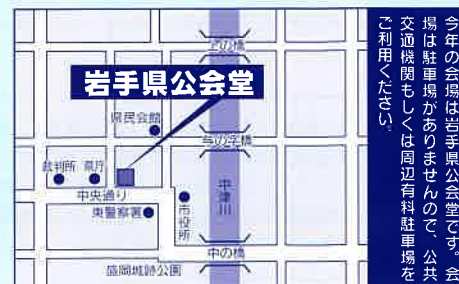 今年の会場は岩手県公会堂です。会
場は駐車場がありませんので、公共
交通機関もしくは周辺有料駐車場を
ご利用ください。
上の橋
岩手県公会堂
県民会館
与の字橋
裁判所
県庁
中央通り
中津川
東警察署
市役所
中の橋
盛岡城跡公園